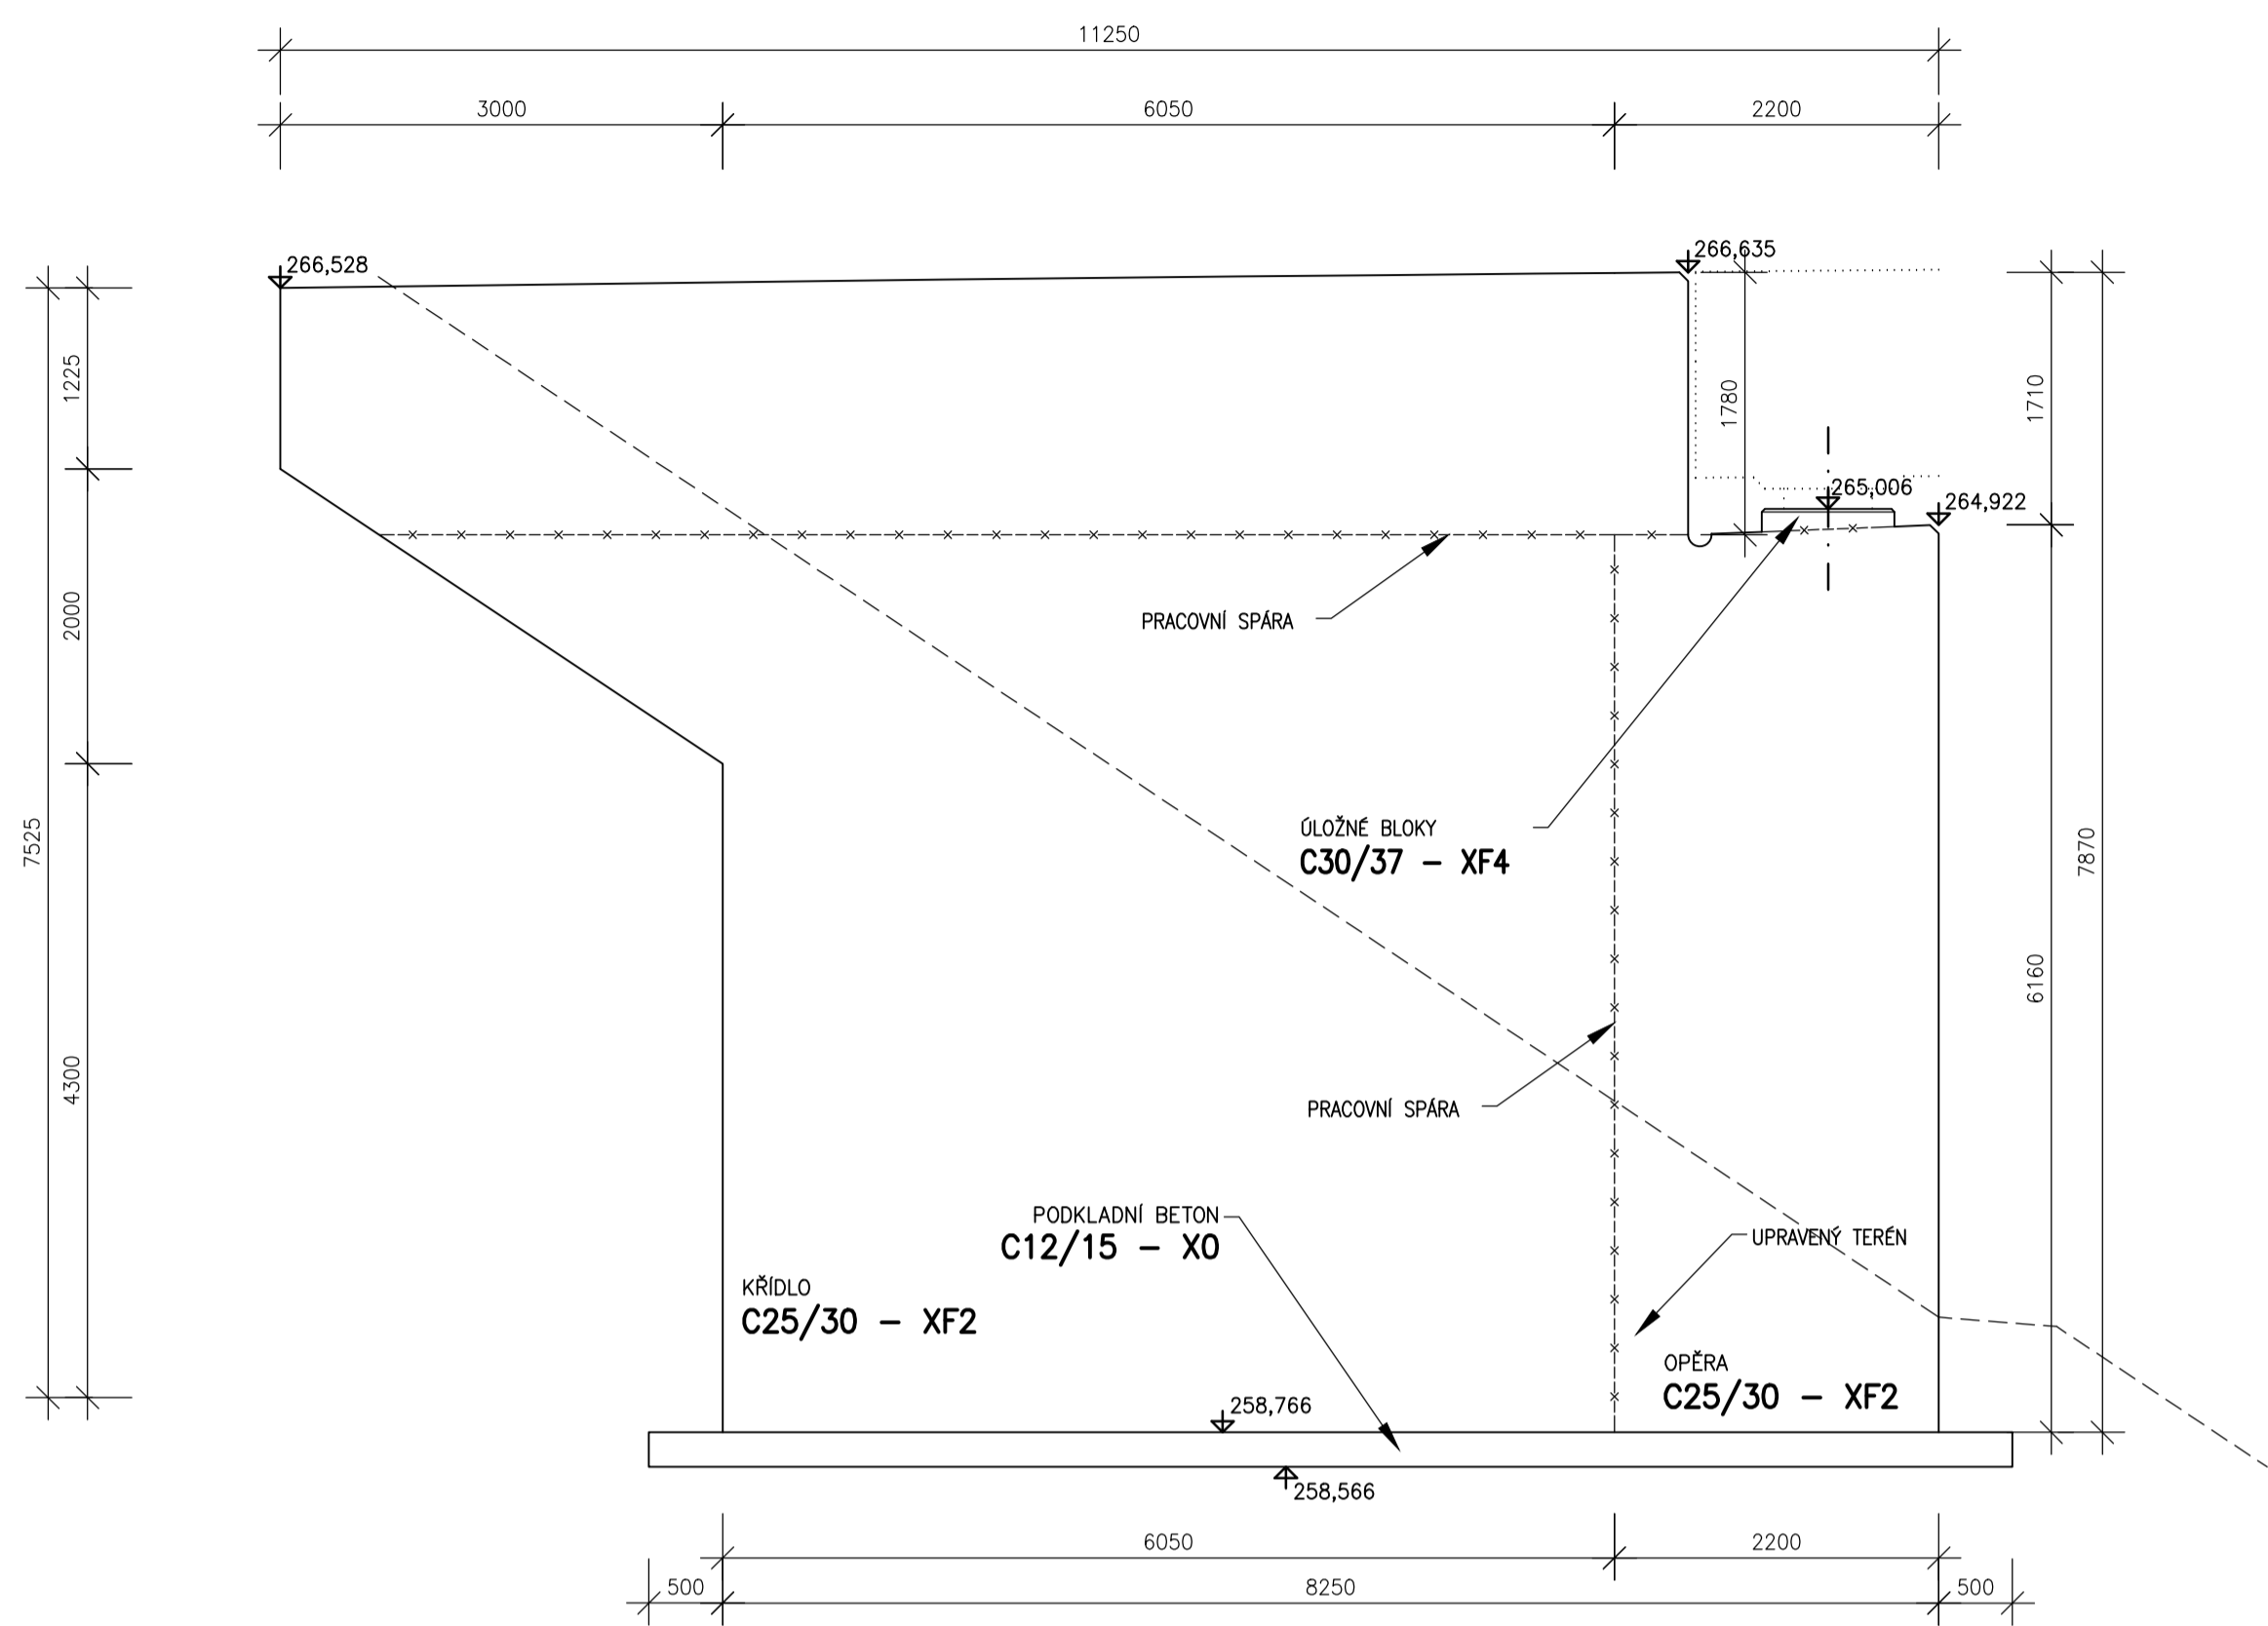 11250
3000
6050
2200
266,528
266,635
1225
1780
1710
265,006
264,922
2000
PRACOVNÍ SPÁRA
7525
ÚLOŽNÉ BLOKY
C30/37 - XF4
7870
6160
4300
PRACOVNÍ SPÁRA
PODKLADNÍ BETON
C12/15 - X0
UPRAVENÝ TERÉN
KŘÍDLO
C25/30 - XF2
OPĚRA
C25/30 - XF2
258,766
258,566
6050
2200
500
8250
500